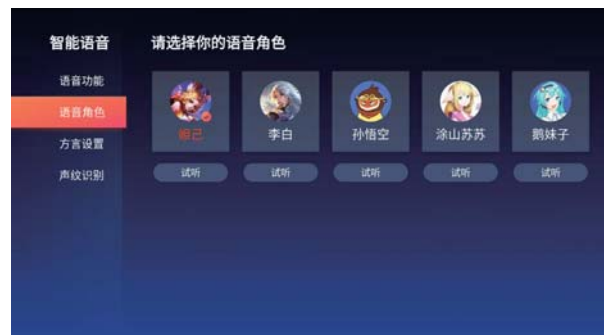 智能语音
请选择你的语音角色
语音功能
语音角色
方言设置
声纹识别
妲己
李白
孙悟空
涂山苏苏
鹅妹子
试听
试听
试听
试听
试听